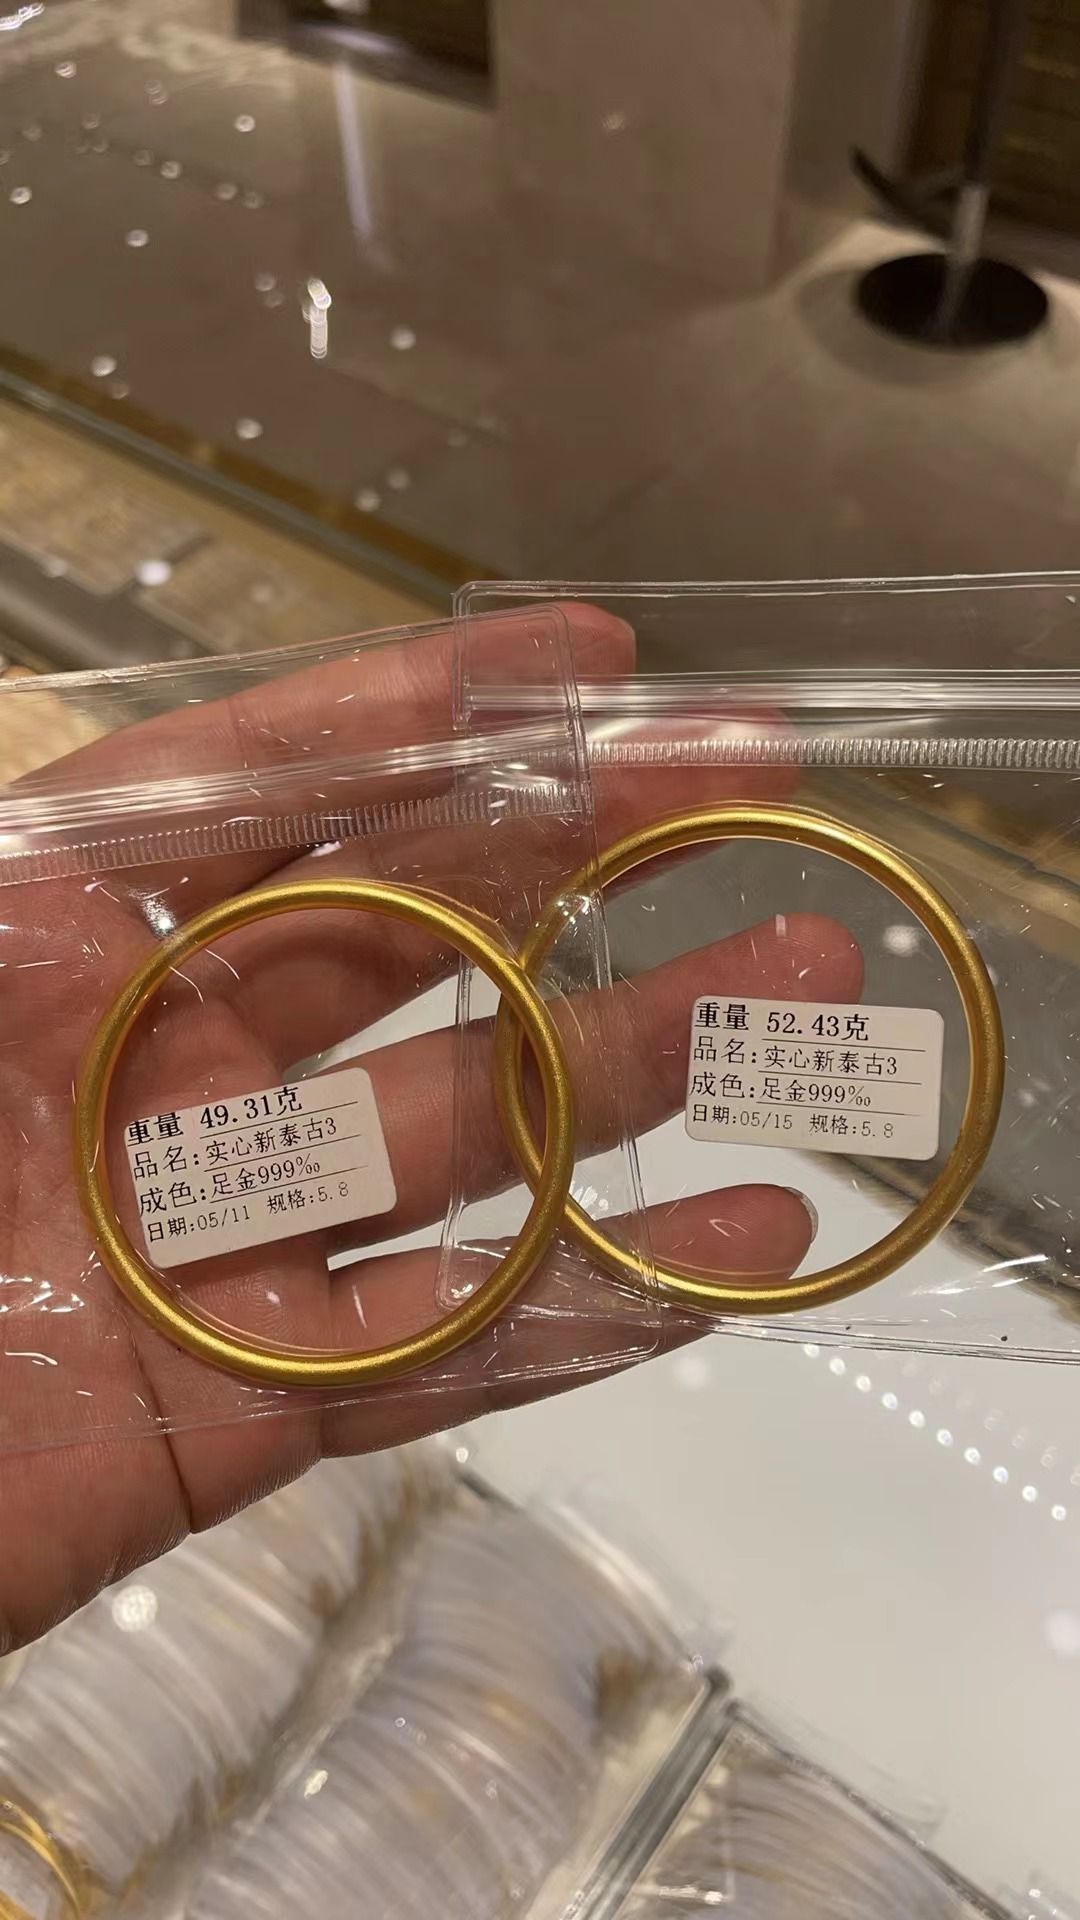 重量 49.31克
品名:实心新泰古3
成色:足金999‰
日期:05/11 规格:5.8
重量 52.43克
品名:实心新泰古3
成色:足金999‰
日期:05/15 规格:5.8